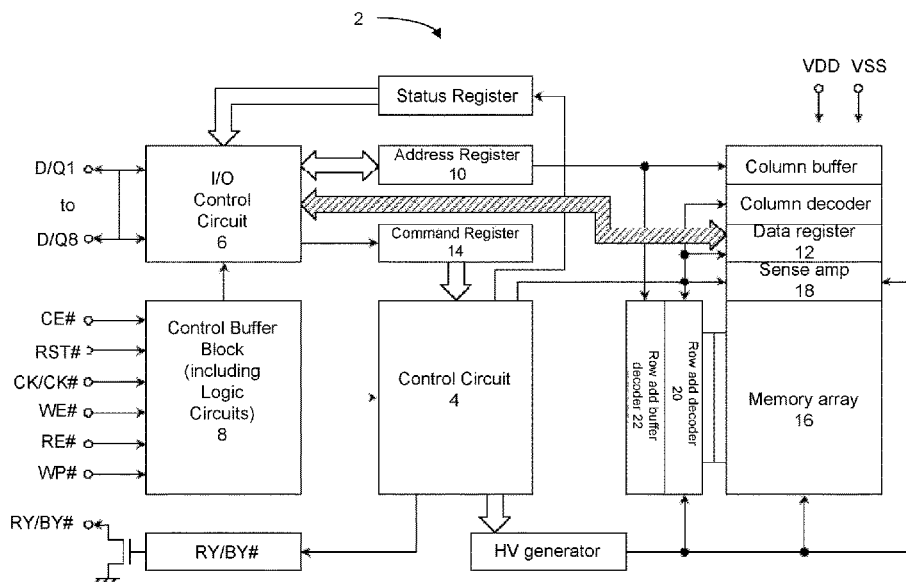 2
VDD VSS
Status Register
D/Q1
to
D/Q8
I/O
Control
Circuit
6
Address Register
10
Column buffer
Column decoder
Data register
12
Command Register
14
Sense amp
18
CE#
RST#
CK/CK#
WE#
RE#
WP#
Control Buffer
Block
(including
Logic
Circuits)
8
Control Circuit
4
Row add buffer
decoder 22
Row add decoder
20
Memory array
16
RY/BY#
RY/BY#
HV generator